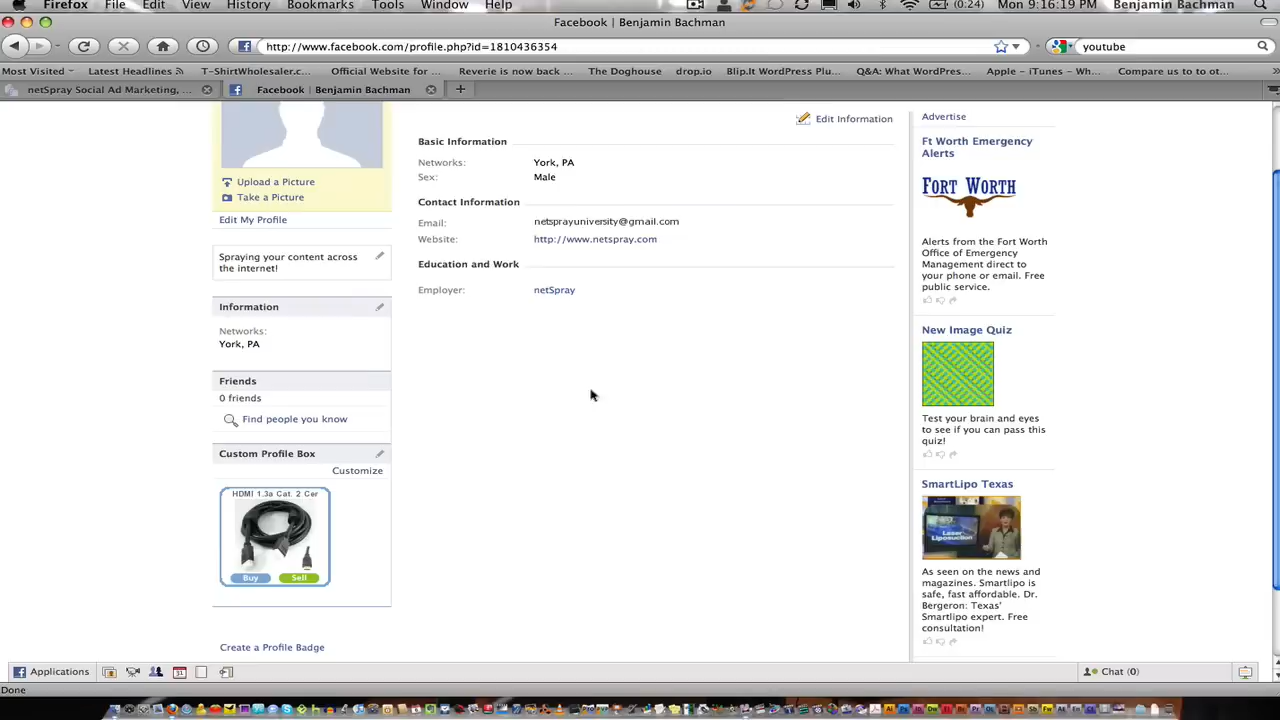 Firefox File Edit View History Bookmarks Tools Window Help (0:24) Mon 9:16:19 PM Benjamin Bachman
Facebook | Benjamin Bachman
http://www.facebook.com/profile.php?id=1810436354 youtube
Most Visited Latest Headlines T-ShirtWholesaler.c... Official Website for ... Reverie is now back ... The Doghouse drop.io Blip.It WordPress Plu... Q&A: What WordPres... Apple - iTunes - Wh... Compare us to to ot...
netSpray Social Ad Marketing, ... Facebook | Benjamin Bachman
Edit Information
Upload a Picture
Take a Picture
Edit My Profile
Spraying your content across
the internet!
Information
Networks:
York, PA
Friends
0 friends
Find people you know
Custom Profile Box
Customize
HDMI 1.3a Cat. 2 Cer
Buy Sell
Create a Profile Badge
Basic Information
Networks: York, PA
Sex: Male
Contact Information
Email: netsprayuniversity@gmail.com
Website: http://www.netspray.com
Education and Work
Employer: netSpray
Advertise
Ft Worth Emergency
Alerts
FORT WORTH
Alerts from the Fort Worth
Office of Emergency
Management direct to
your phone or email. Free
public service.
New Image Quiz
Test your brain and eyes
to see if you can pass this
quiz!
SmartLipo Texas
Laser
Liposuction
As seen on the news and
magazines. Smartlipo is
safe, fast affordable. Dr.
Bergeron: Texas'
Smartlipo expert. Free
consultation!
Applications 31 Chat (0)
Done